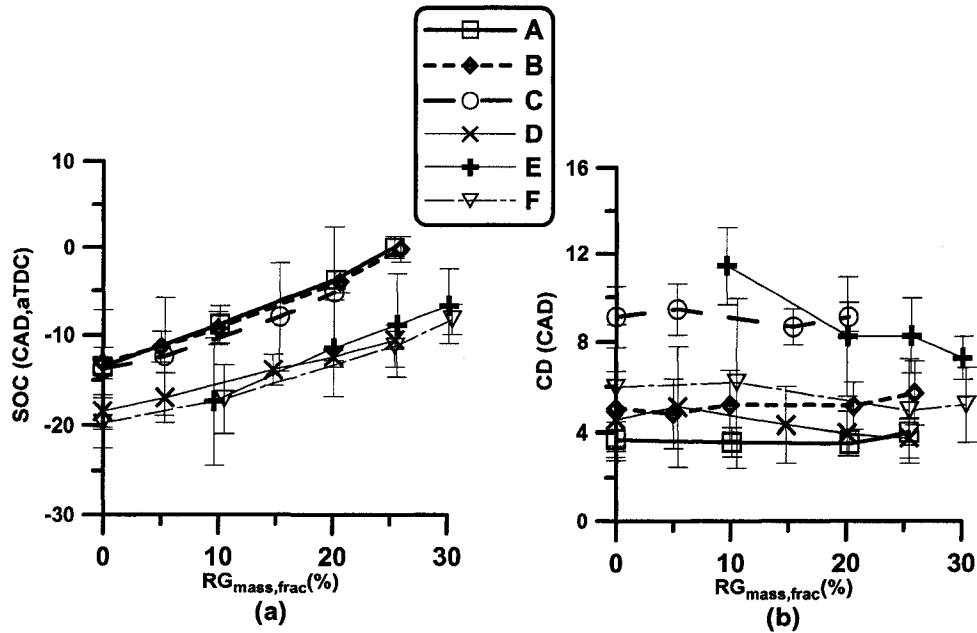 A
B
C
D
E
F
10
0
-10
-20
-30
SOC (CAD,aTDC)
0 10 20 30
RGmass,frac(%)
(a)
16
12
8
4
0
CD (CAD)
0 10 20 30
RGmass,frac(%)
(b)